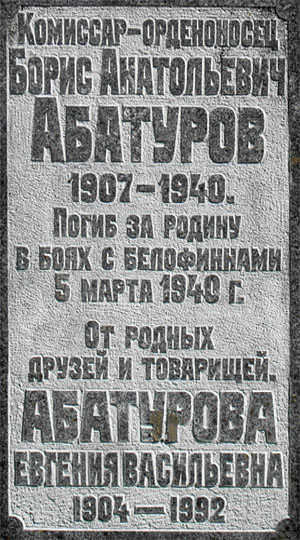 Комиссар-орденоносец
Борис Анатольевич
Абатуров
1907-1940.
Погиб за родину
в боях с белофиннами
5 марта 1940 г.
От родных
друзей и товарищей.
Абатурова
Евгения Васильевна
1904-1992